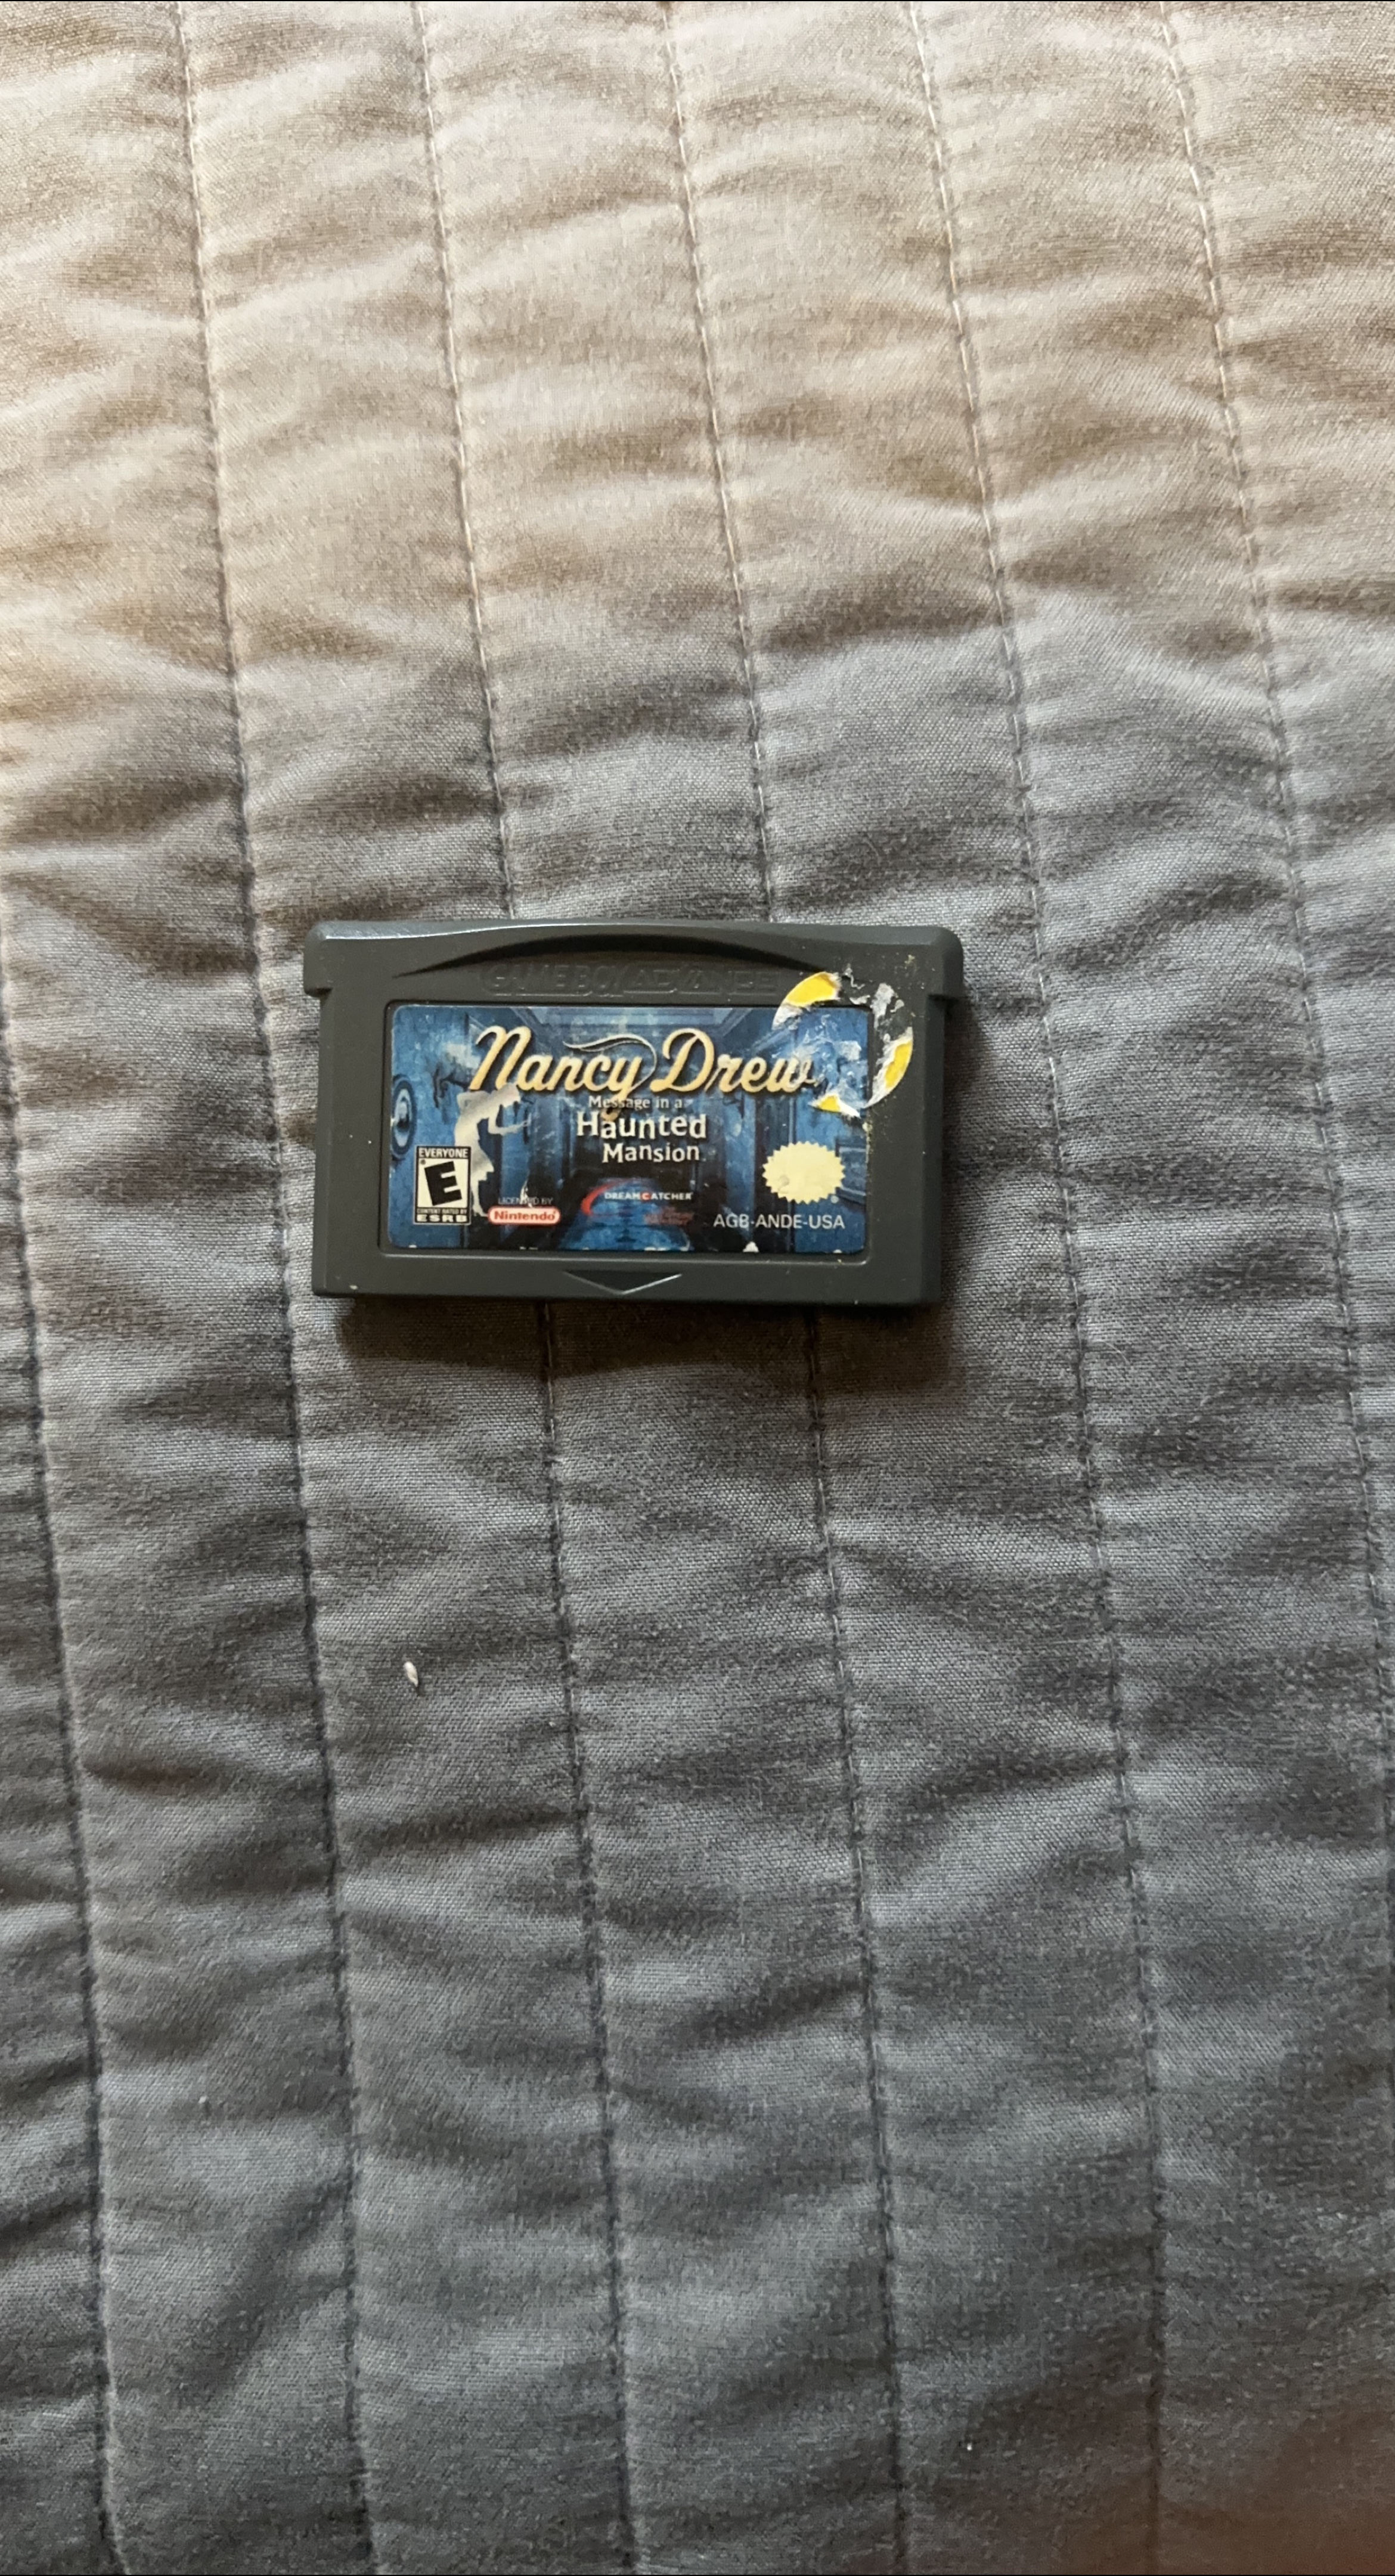 GAME BOY ADVANCE
Nancy Drew
Message in a
Haunted
Mansion
EVERYONE
E
CONTENT RATED BY
ESRB
LICENSED BY
Nintendo
DREAMCATCHER
AGB-ANDE-USA